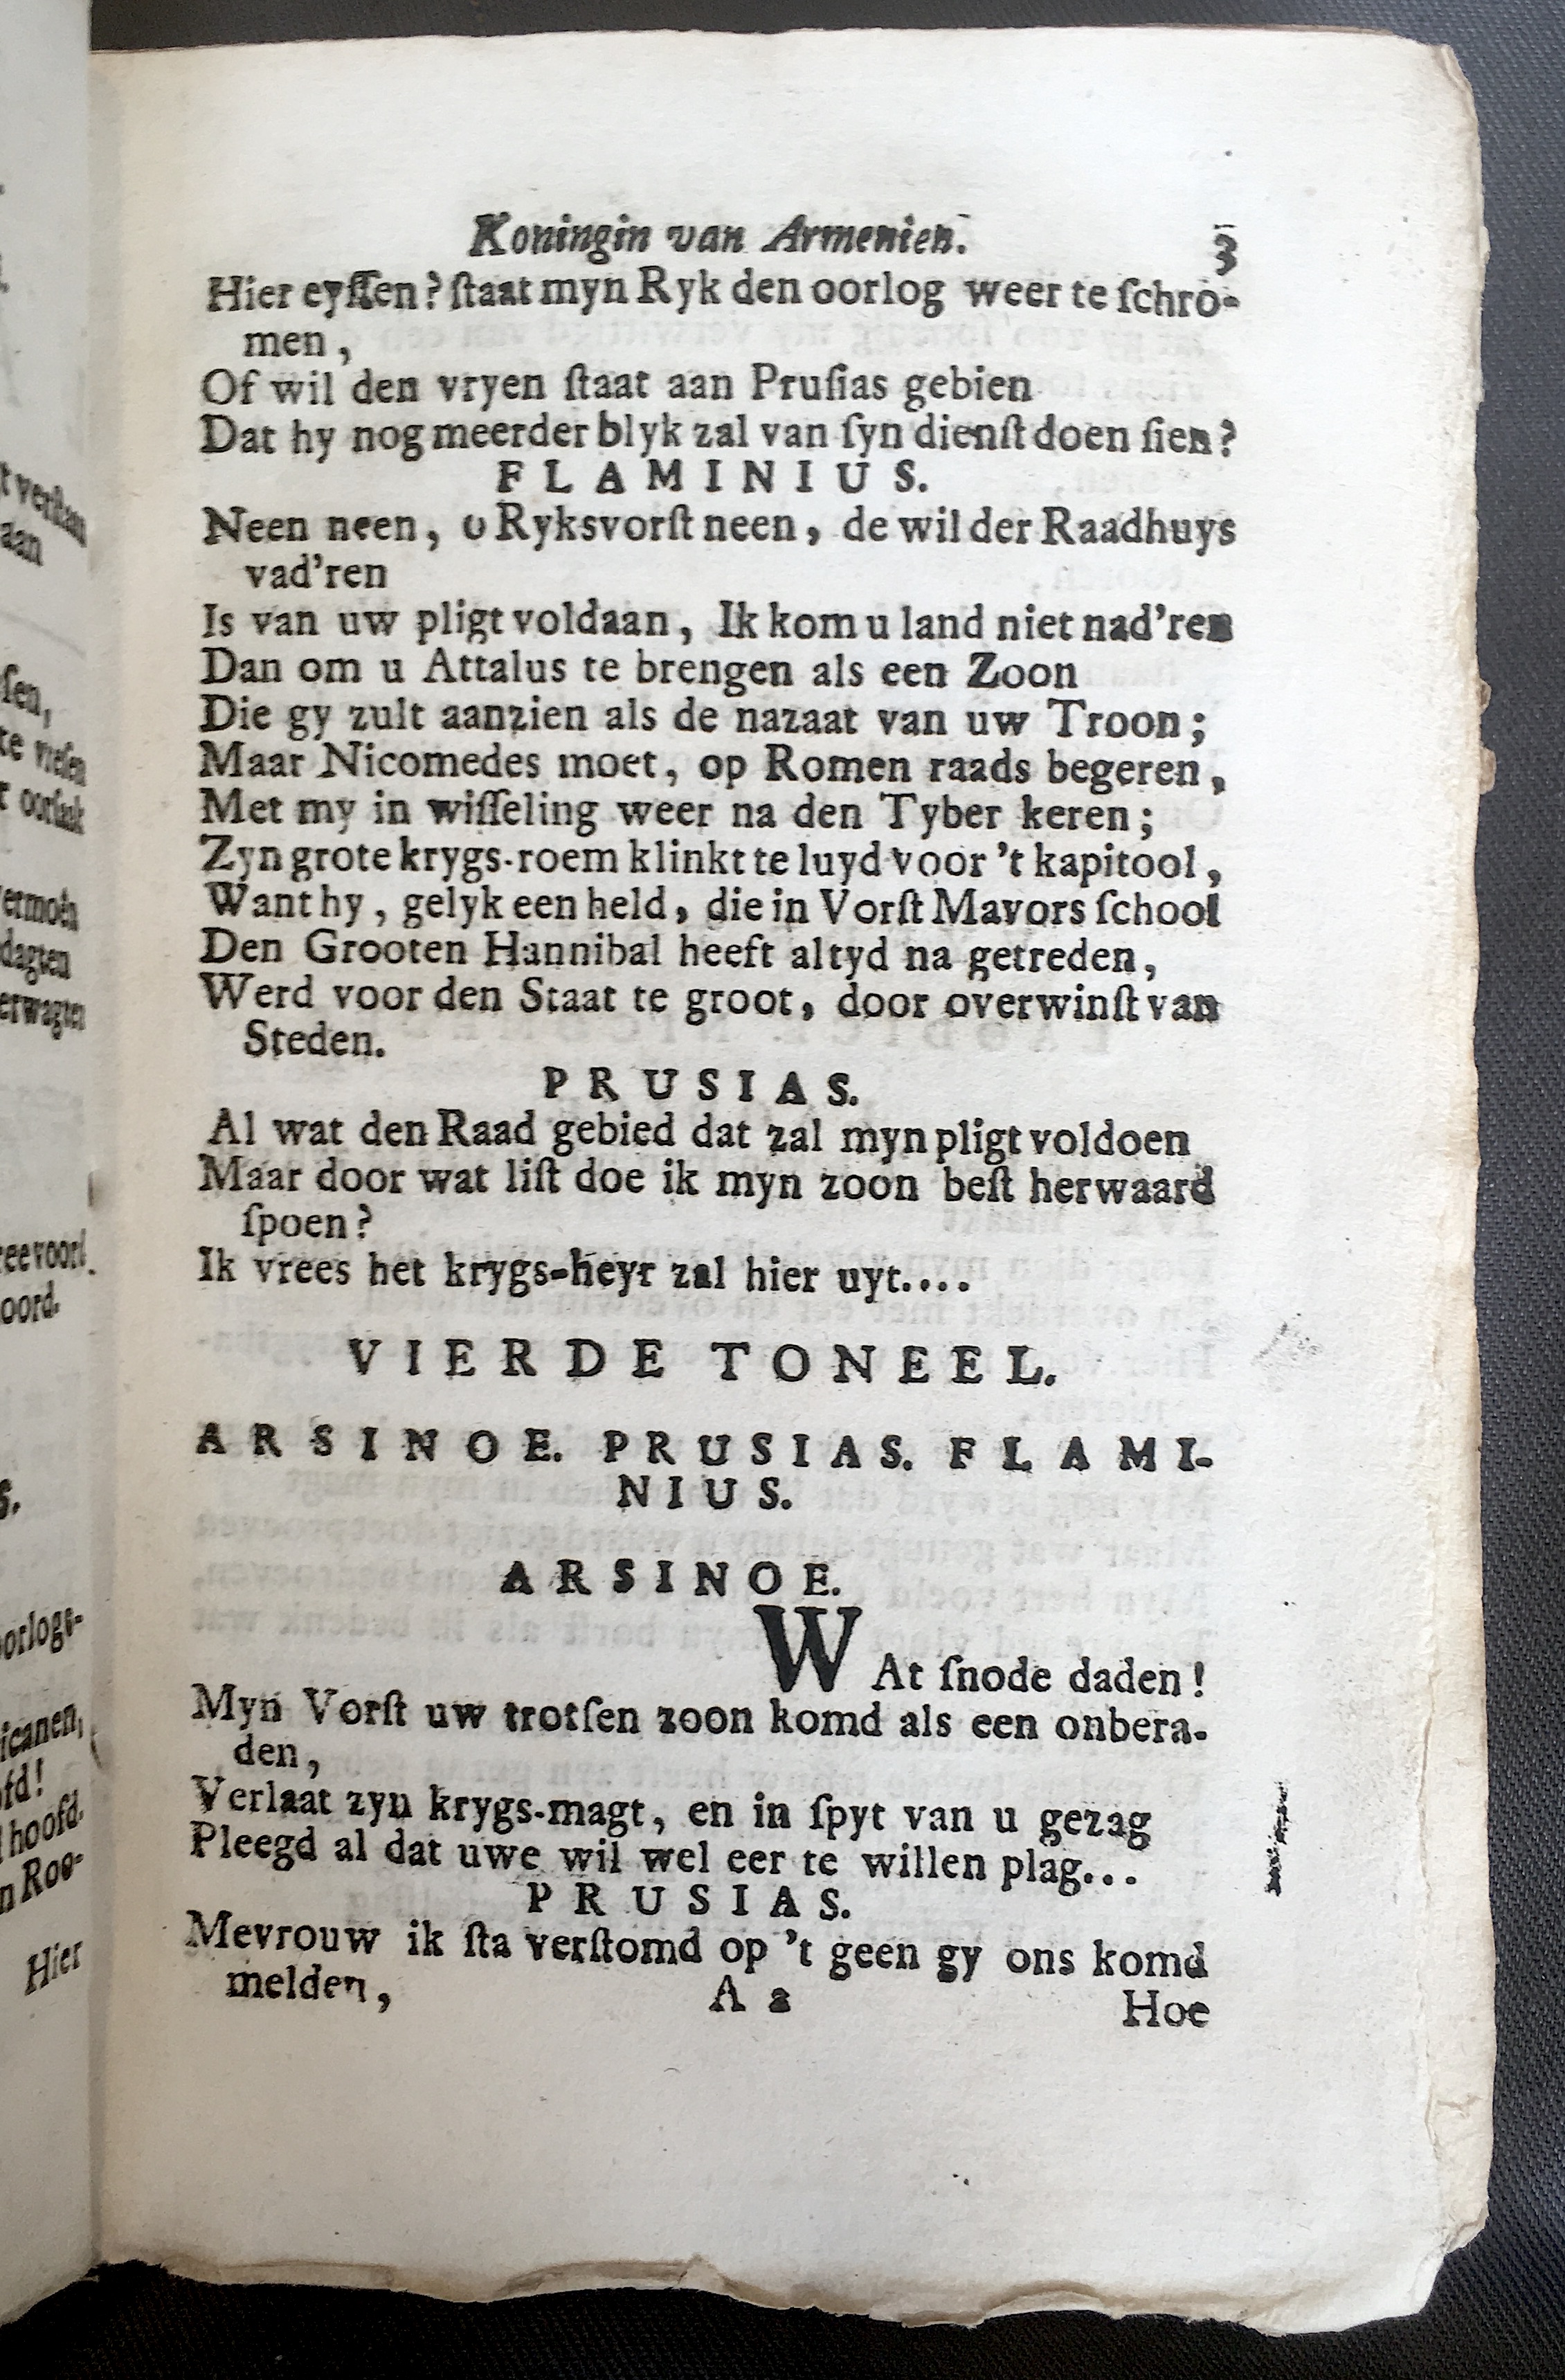 Koningin van Armenien. 3
Hier eyſſen? ſtaat myn Ryk den oorlog weer te ſchro-
men,
Of wil den vryen ſtaat aan Pruſias gebien
Dat hy nog meerder blyk zal van ſyn dienſt doen ſien?
FLAMINIUS.
Neen neen, o Ryksvorſt neen, de wil der Raadhuys
vad'ren
Is van uw pligt voldaan, Ik kom u land niet nad'ren
Dan om u Attalus te brengen als een Zoon
Die gy zult aanzien als de nazaat van uw Troon;
Maar Nicomedes moet, op Romen raads begeren,
Met my in wiſſeling weer na den Tyber keren;
Zyn grote krygs-roem klinkt te luyd voor 't kapitool,
Want hy, gelyk een held, die in Vorſt Mavors ſchool
Den Grooten Hannibal heeft altyd na getreden,
Werd voor den Staat te groot, door overwinſt van
Steden.
PRUSIAS.
Al wat den Raad gebied dat zal myn pligt voldoen
Maar door wat liſt doe ik myn zoon beſt herwaard
ſpoen?
Ik vrees het krygs-heyr zal hier uyt....
VIERDE TONEEL.
ARSINOE. PRUSIAS. FLAMI-
NIUS.
ARSINOE.
WAt ſnode daden!
Myn Vorſt uw trotſen zoon komd als een onbera-
den,
Verlaat zyn krygs-magt, en in ſpyt van u gezag
Pleegd al dat uwe wil wel eer te willen plag...
PRUSIAS.
Mevrouw ik ſta verſtomd op 't geen gy ons komd
melden,
A a Hoe